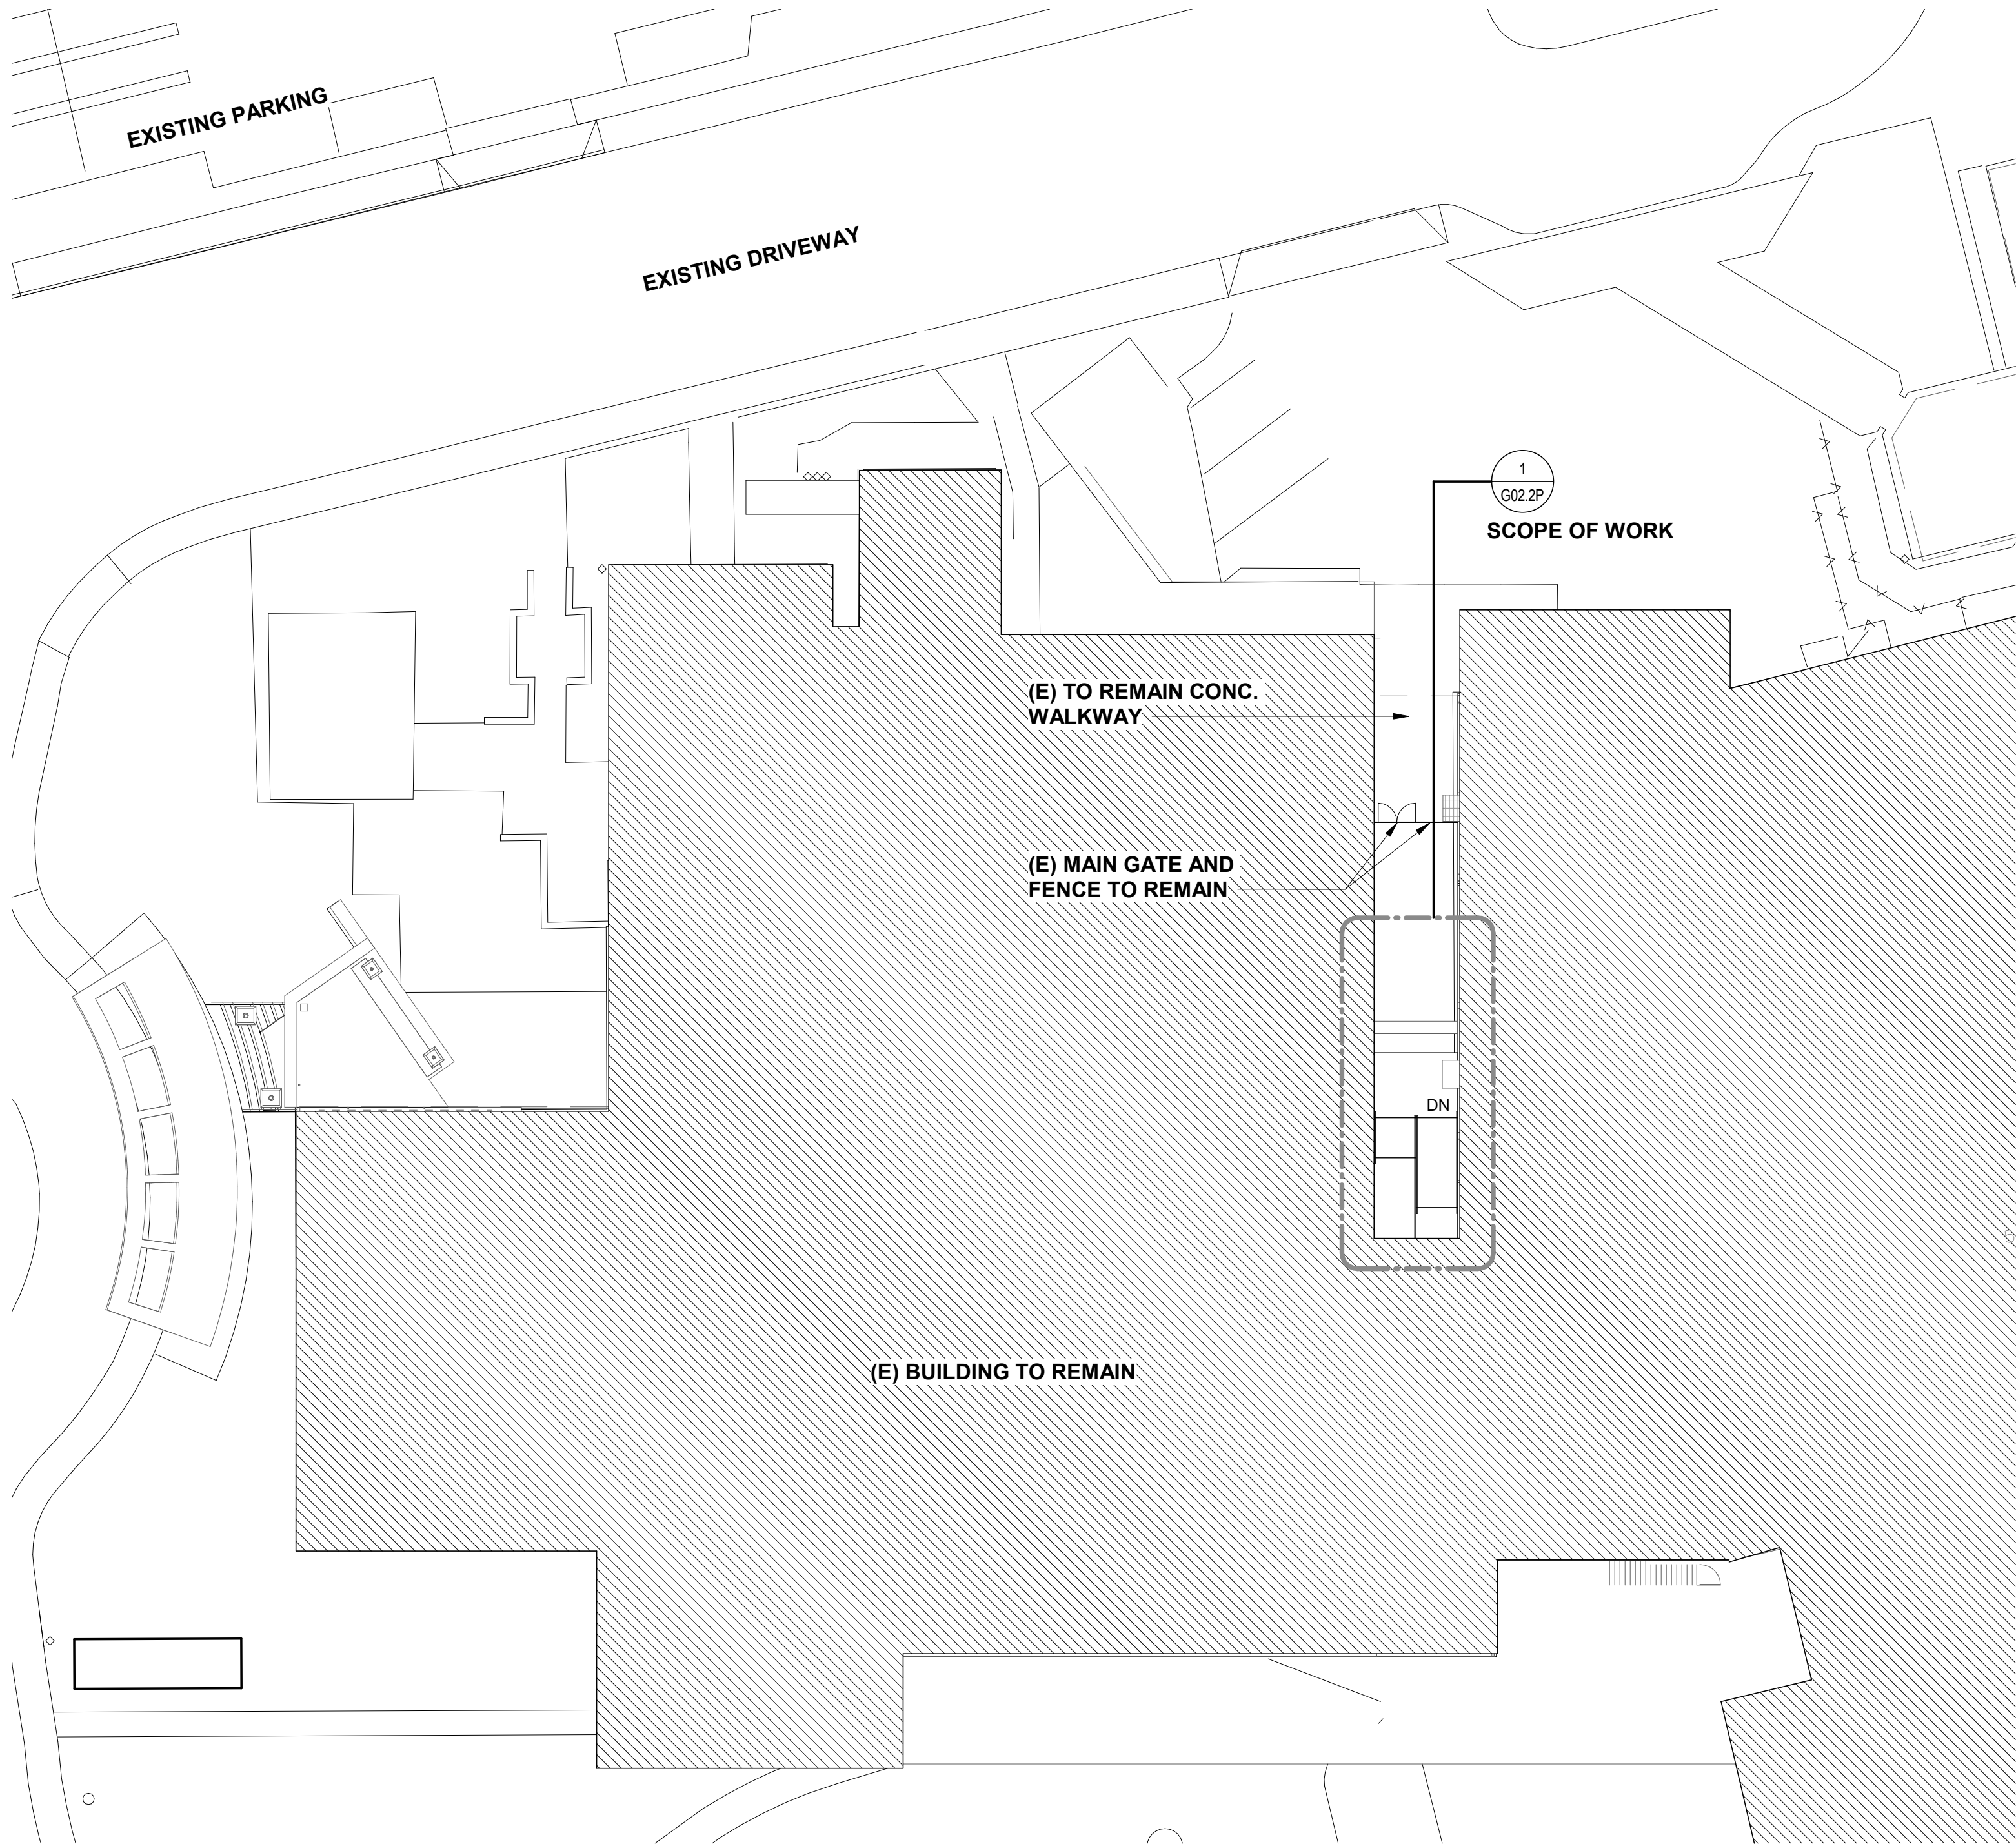 EXISTING PARKING
EXISTING DRIVEWAY
1
G02.2P
SCOPE OF WORK
(E) TO REMAIN CONC.
WALKWAY
(E) MAIN GATE AND
FENCE TO REMAIN
DN
(E) BUILDING TO REMAIN